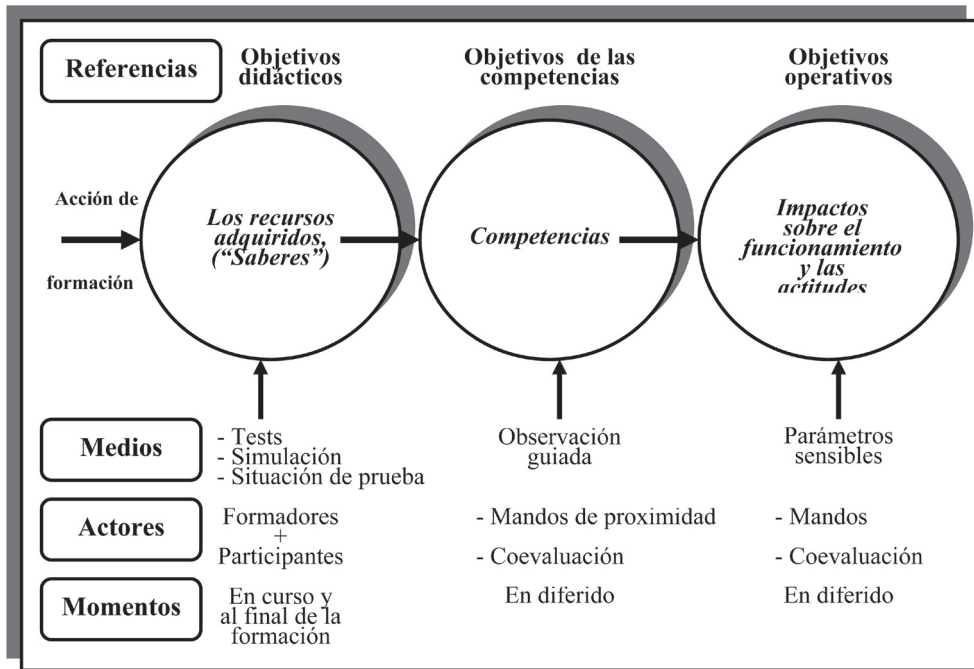 Referencias
Objetivos
didácticos
Objetivos de las
competencias
Objetivos
operativos
Acción de
formación
Los recursos
adquiridos,
(“Saberes”)
Competencias
Impactos
sobre el
funcionamiento
y las
actitudes
Medios
- Tests
- Simulación
- Situación de prueba
Observación
guiada
Parámetros
sensibles
Actores
Formadores
+
Participantes
- Mandos de proximidad
- Coevaluación
- Mandos
- Coevaluación
Momentos
En curso y
al final de la
formación
En diferido
En diferido